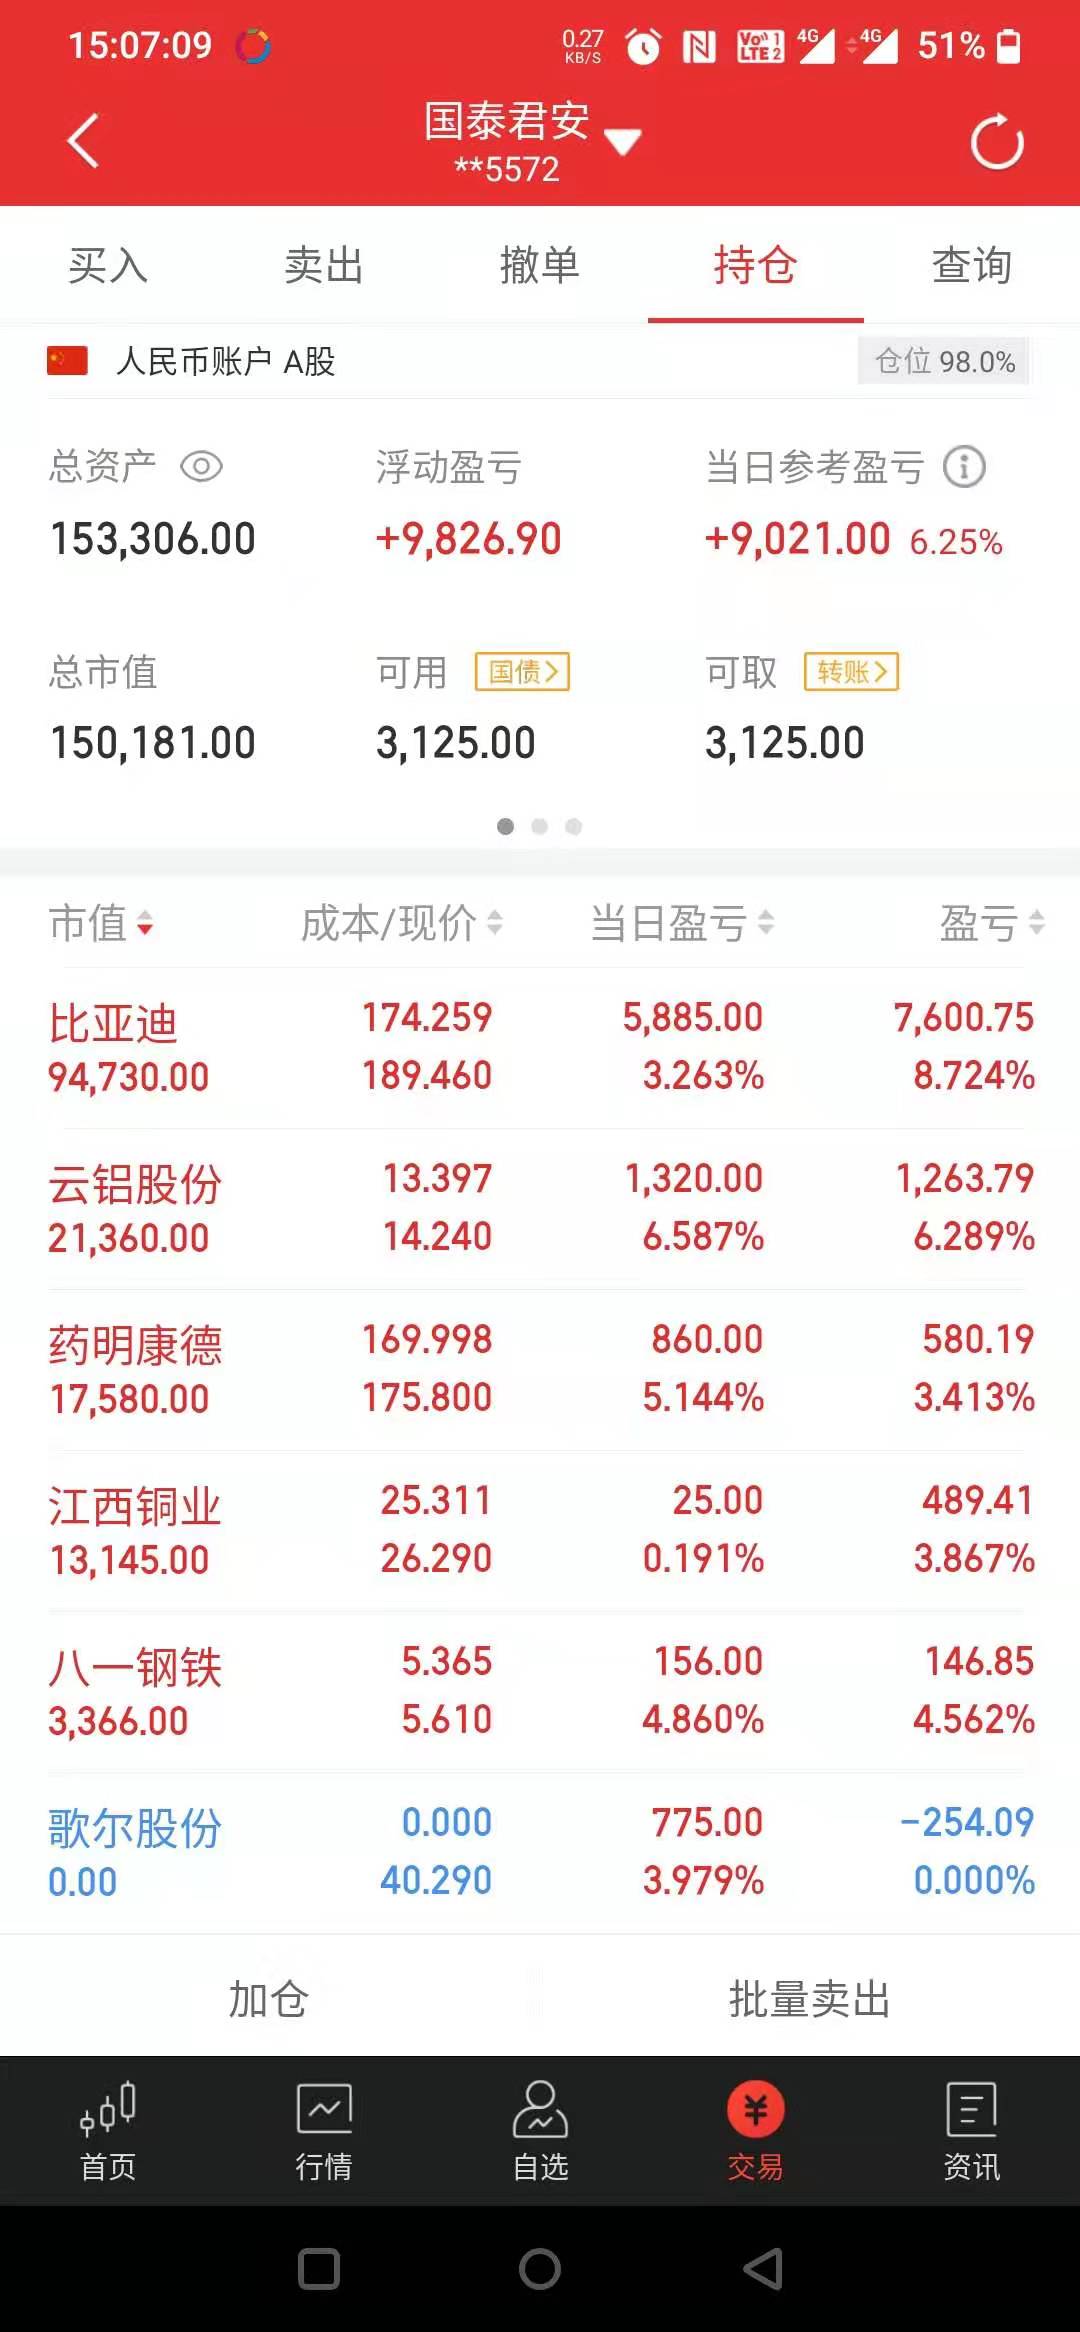 15:07:09 0.27 KB/S Vo)) 1 LTE 2 4G 4G 51%
国泰君安
**5572
买入 卖出 撤单 持仓 查询
人民币账户 A股 仓位 98.0%
总资产 浮动盈亏 当日参考盈亏
153,306.00 +9,826.90 +9,021.00 6.25%
总市值 可用 国债 可取 转账
150,181.00 3,125.00 3,125.00
市值 成本/现价 当日盈亏 盈亏
比亚迪 174.259 5,885.00 7,600.75
94,730.00 189.460 3.263% 8.724%
云铝股份 13.397 1,320.00 1,263.79
21,360.00 14.240 6.587% 6.289%
药明康德 169.998 860.00 580.19
17,580.00 175.800 5.144% 3.413%
江西铜业 25.311 25.00 489.41
13,145.00 26.290 0.191% 3.867%
八一钢铁 5.365 156.00 146.85
3,366.00 5.610 4.860% 4.562%
歌尔股份 0.000 775.00 -254.09
0.00 40.290 3.979% 0.000%
加仓 批量卖出
首页 行情 自选 交易 资讯